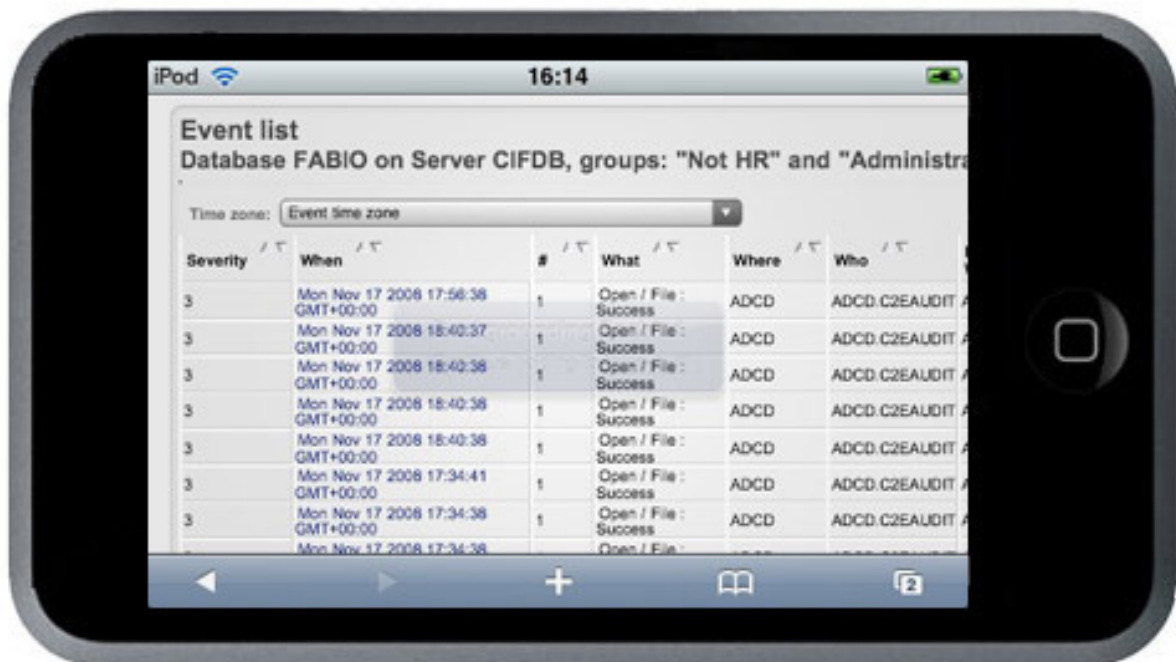 iPod
16:14
Event list
Database FABIO on Server CIFDB, groups: "Not HR" and "Administra
Time zone: Event time zone
Severity When # What Where Who
3 Mon Nov 17 2008 17:56:38 GMT+00:00 1 Open / File : Success ADCD ADCD.C2EAUDIT A
3 Mon Nov 17 2008 18:40:37 GMT+00:00 1 Open / File : Success ADCD ADCD.C2EAUDIT A
3 Mon Nov 17 2008 18:40:38 GMT+00:00 1 Open / File : Success ADCD ADCD.C2EAUDIT A
3 Mon Nov 17 2008 18:40:38 GMT+00:00 1 Open / File : Success ADCD ADCD.C2EAUDIT A
3 Mon Nov 17 2008 18:40:38 GMT+00:00 1 Open / File : Success ADCD ADCD.C2EAUDIT A
3 Mon Nov 17 2008 17:34:41 GMT+00:00 1 Open / File : Success ADCD ADCD.C2EAUDIT A
3 Mon Nov 17 2008 17:34:38 GMT+00:00 1 Open / File : Success ADCD ADCD.C2EAUDIT A
Mon Nov 17 2008 17:34:38 Open / File :
2